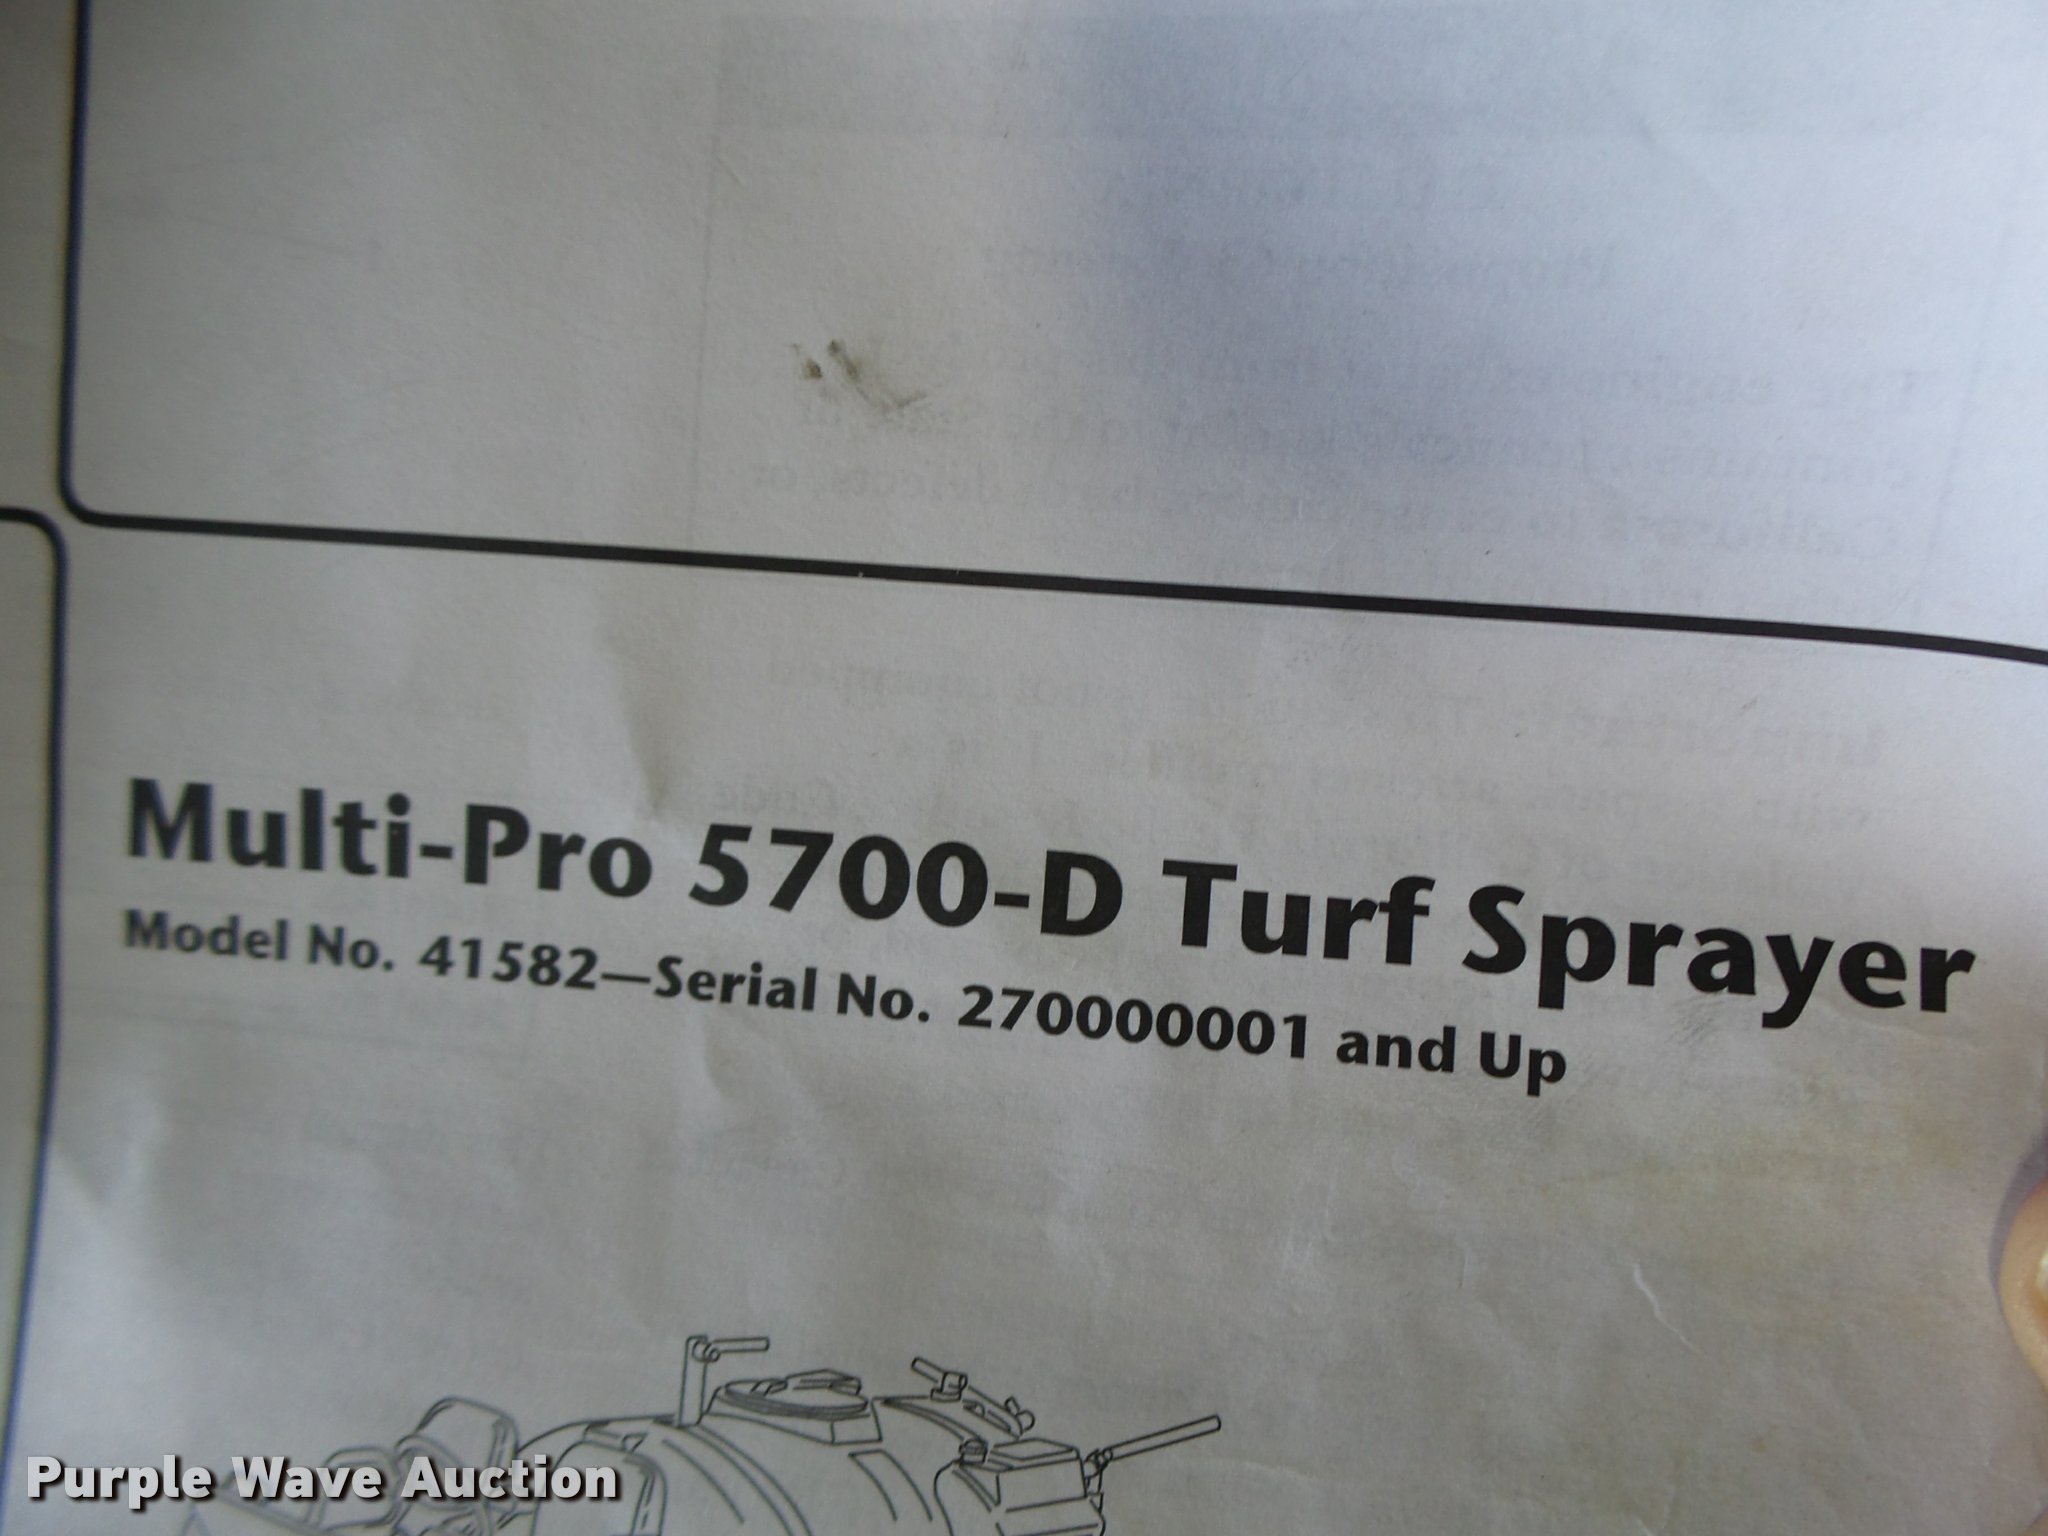 Multi-Pro 5700-D Turf Sprayer
Model No. 41582—Serial No. 270000001 and Up
Purple Wave Auction